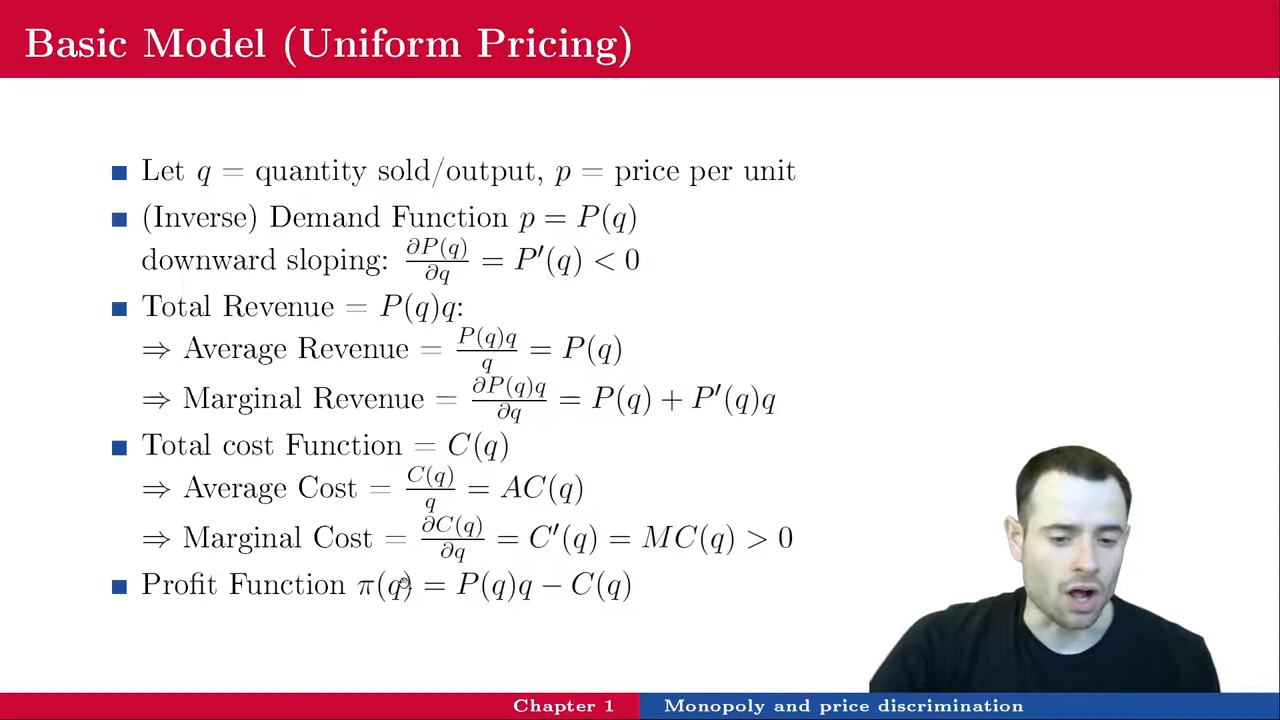 Basic Model (Uniform Pricing)
Let q = quantity sold/output, p = price per unit
(Inverse) Demand Function p = P(q)
downward sloping: ∂P(q)/∂q = P′(q) < 0
Total Revenue = P(q)q:
⇒ Average Revenue = P(q)q/q = P(q)
⇒ Marginal Revenue = ∂P(q)q/∂q = P(q) + P′(q)q
Total cost Function = C(q)
⇒ Average Cost = C(q)/q = AC(q)
⇒ Marginal Cost = ∂C(q)/∂q = C′(q) = MC(q) > 0
Profit Function π(q) = P(q)q − C(q)
Chapter 1 Monopoly and price discrimination